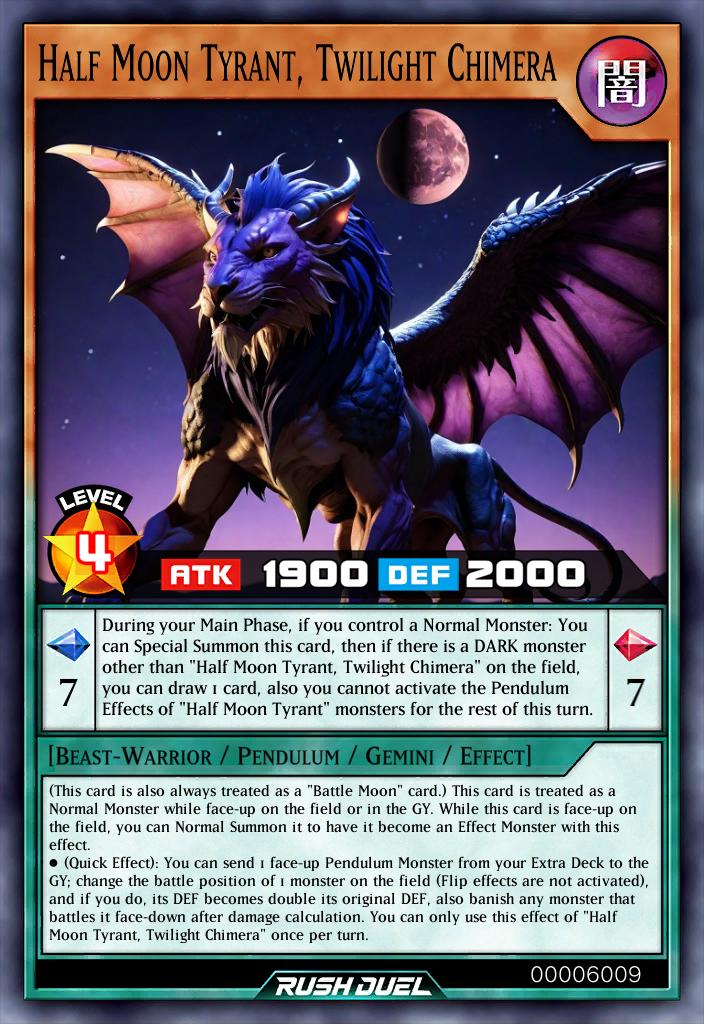 Half Moon Tyrant, Twilight Chimera
闇
LEVEL
4
ATK 1900 DEF 2000
During your Main Phase, if you control a Normal Monster: You
can Special Summon this card, then if there is a DARK monster
other than "Half Moon Tyrant, Twilight Chimera" on the field,
you can draw 1 card, also you cannot activate the Pendulum
Effects of "Half Moon Tyrant" monsters for the rest of this turn.
7
7
[Beast-Warrior / Pendulum / Gemini / Effect]
(This card is also always treated as a "Battle Moon" card.) This card is treated as a
Normal Monster while face-up on the field or in the GY. While this card is face-up on
the field, you can Normal Summon it to have it become an Effect Monster with this
effect.
● (Quick Effect): You can send 1 face-up Pendulum Monster from your Extra Deck to the
GY; change the battle position of 1 monster on the field (Flip effects are not activated),
and if you do, its DEF becomes double its original DEF, also banish any monster that
battles it face-down after damage calculation. You can only use this effect of "Half
Moon Tyrant, Twilight Chimera" once per turn.
RUSH DUEL
00006009